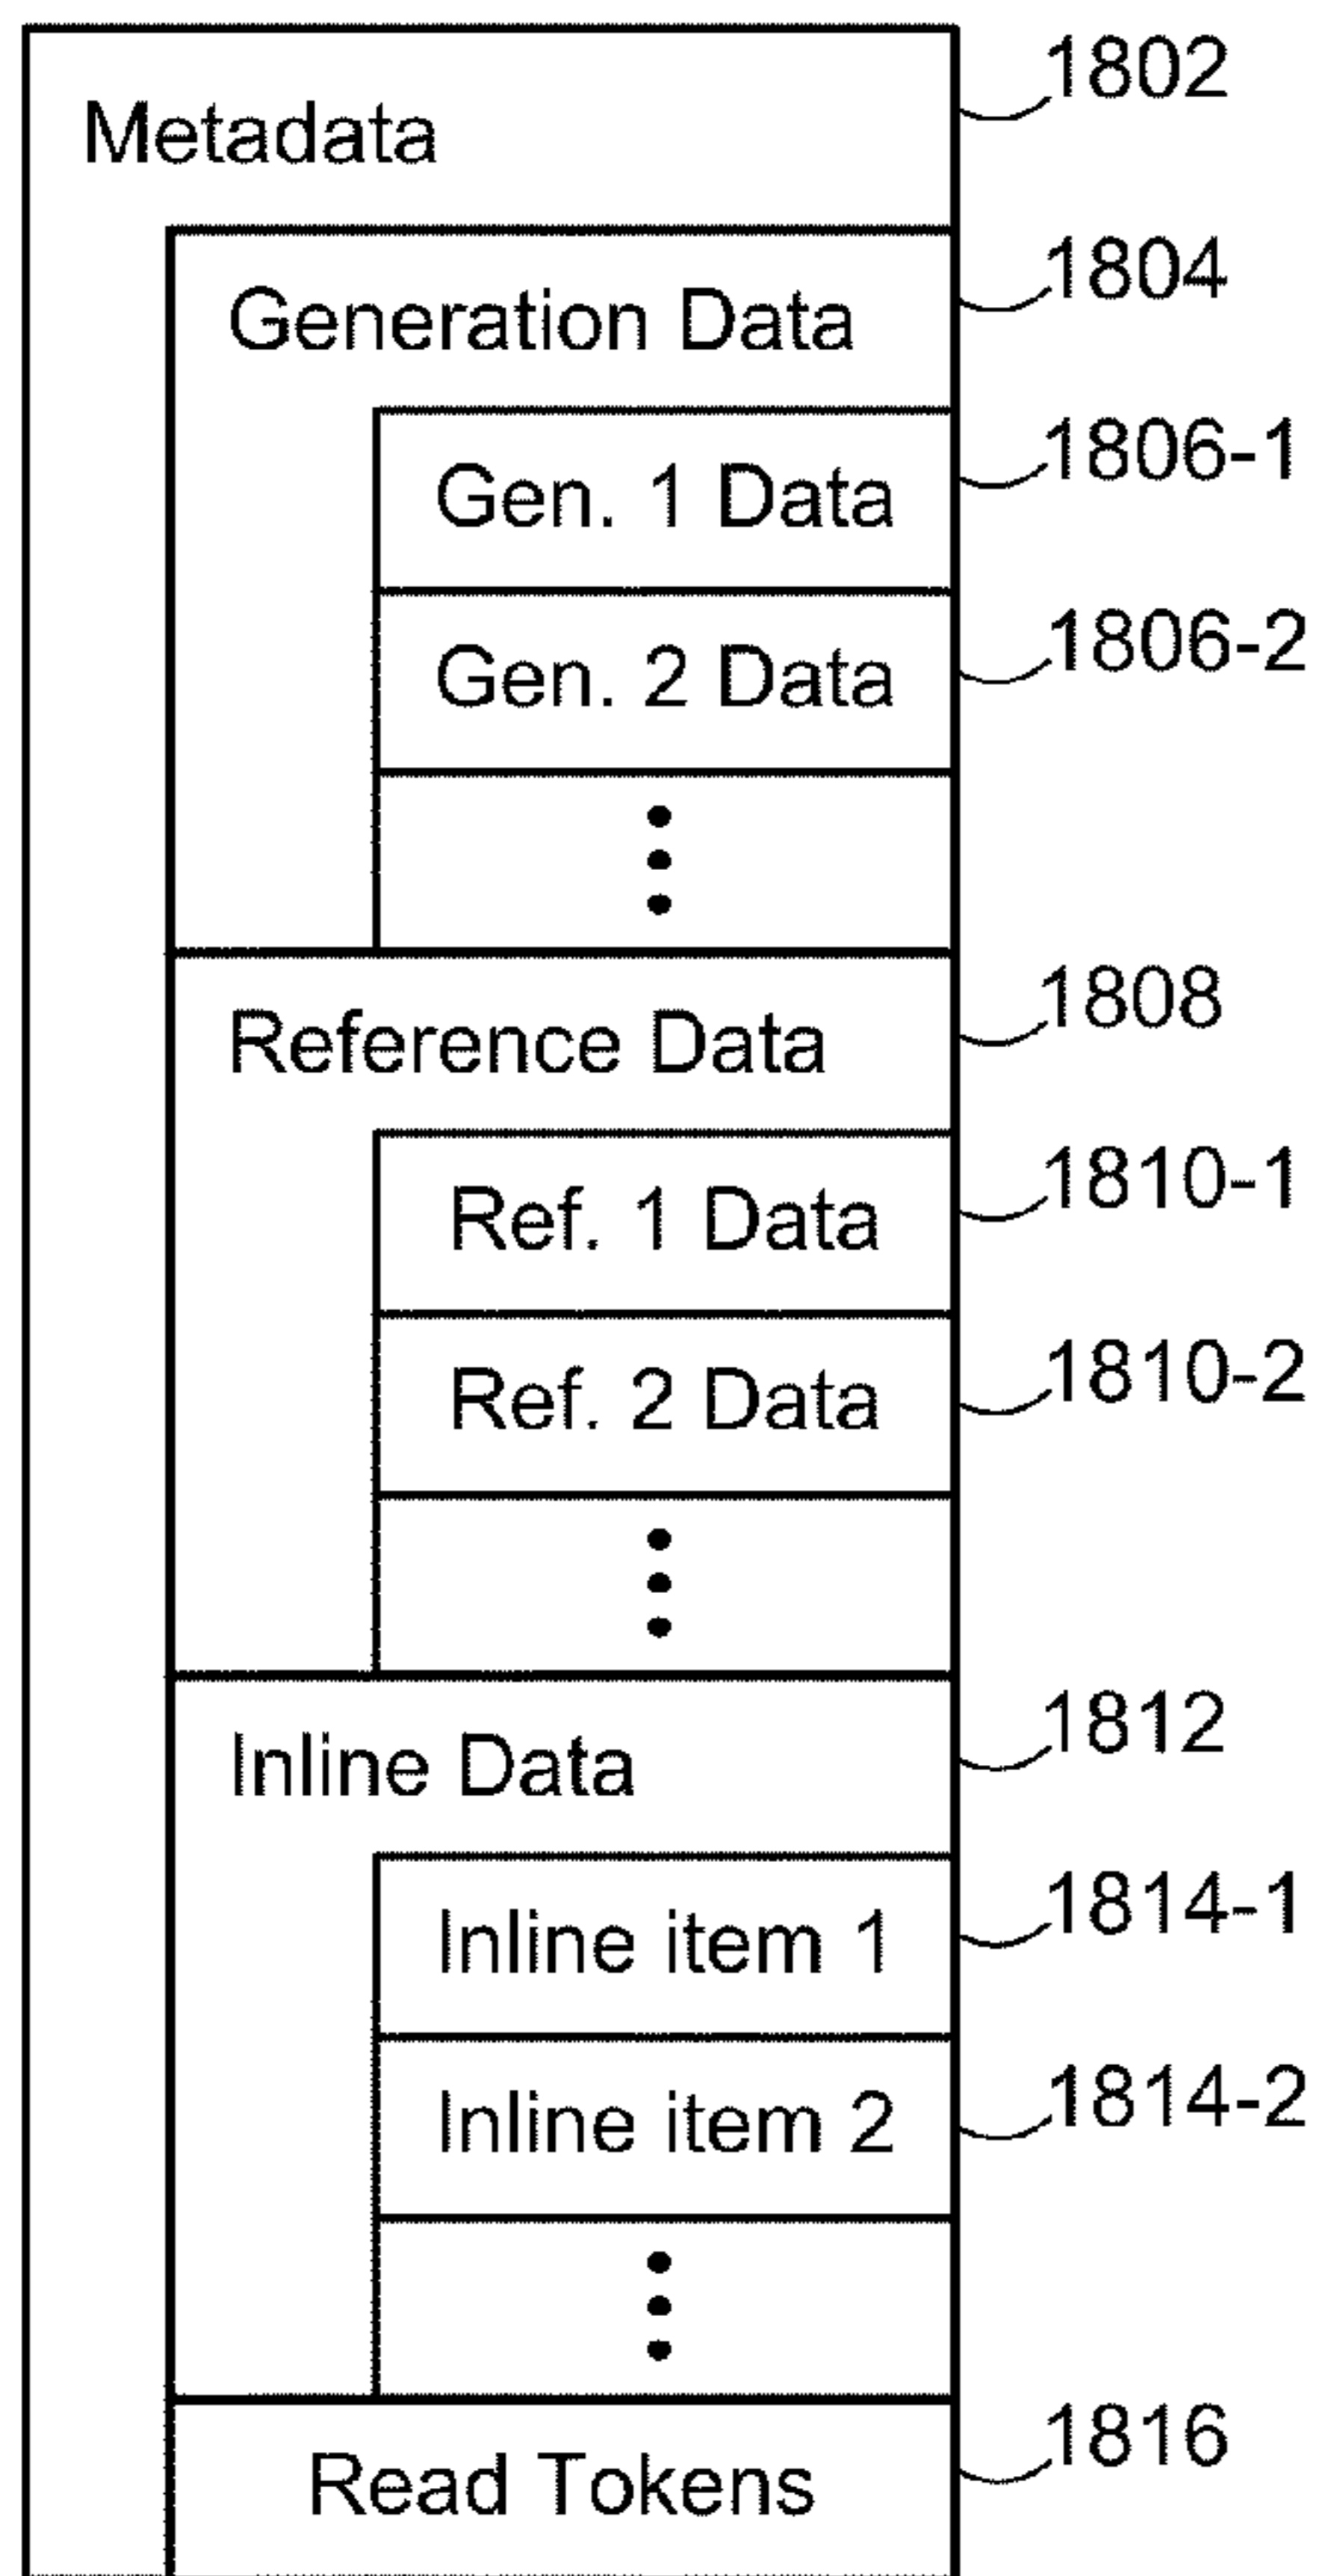 1802
Metadata
1804
Generation Data
1806-1
Gen. 1 Data
1806-2
Gen. 2 Data
1808
Reference Data
1810-1
Ref. 1 Data
1810-2
Ref. 2 Data
1812
Inline Data
1814-1
Inline item 1
1814-2
Inline item 2
1816
Read Tokens